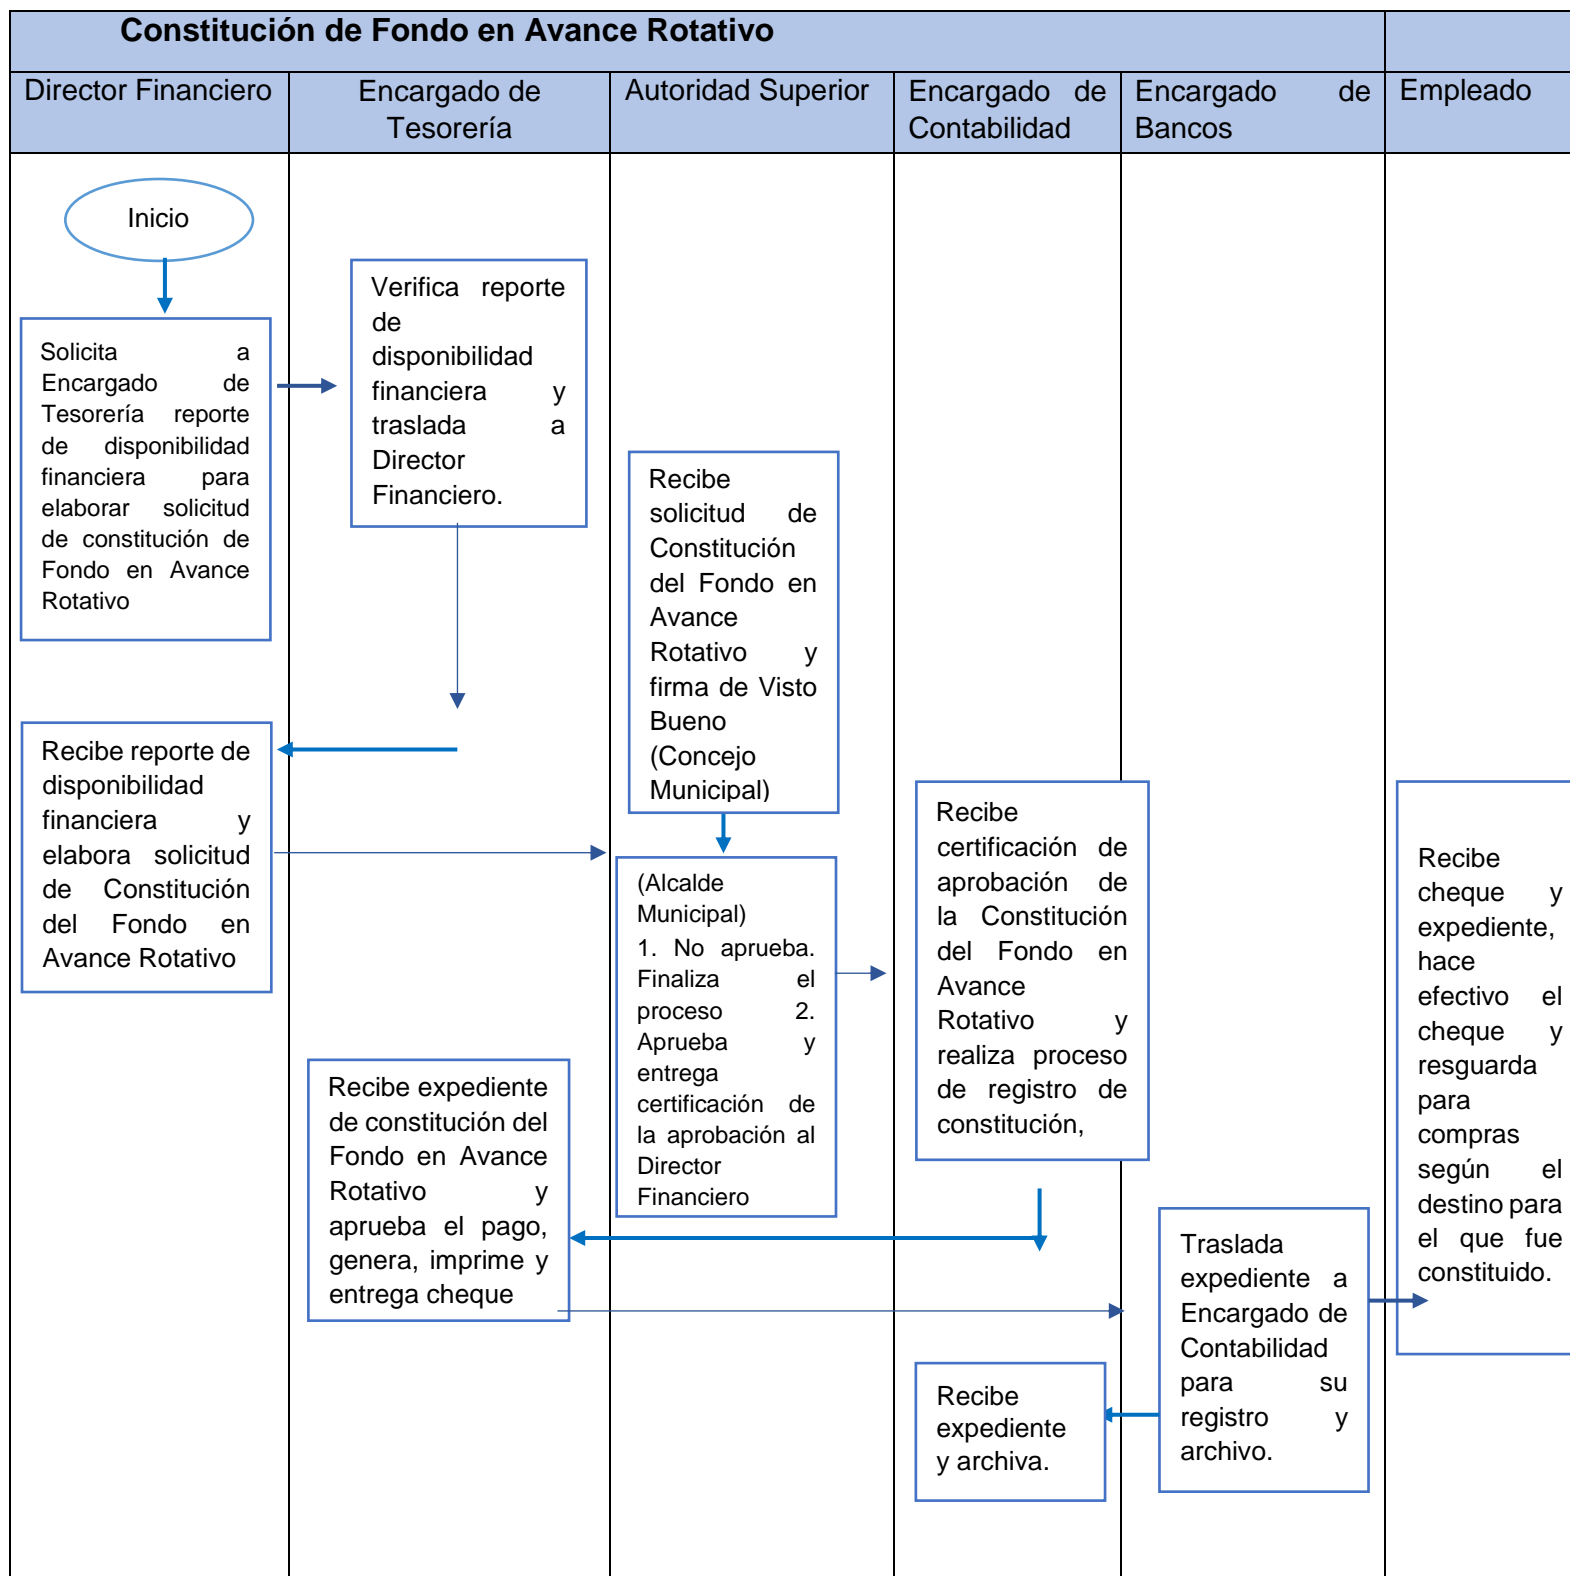 Constitución de Fondo en Avance Rotativo
Director Financiero
Encargado de
Tesorería
Autoridad Superior
Encargado de
Contabilidad
Encargado de
Bancos
Empleado
Inicio
Solicita a
Encargado de
Tesorería reporte
de disponibilidad
financiera para
elaborar solicitud
de constitución de
Fondo en Avance
Rotativo
Verifica reporte
de
disponibilidad
financiera y
traslada a
Director
Financiero.
Recibe reporte de
disponibilidad
financiera y
elabora solicitud
de Constitución
del Fondo en
Avance Rotativo
Recibe
solicitud de
Constitución
del Fondo en
Avance
Rotativo y
firma de Visto
Bueno
(Concejo
Municipal)
(Alcalde
Municipal)
1. No aprueba.
Finaliza el
proceso 2.
Aprueba y
entrega
certificación de
la aprobación al
Director
Financiero
Recibe
certificación de
aprobación de
la Constitución
del Fondo en
Avance
Rotativo y
realiza proceso
de registro de
constitución,
Recibe expediente
de constitución del
Fondo en Avance
Rotativo y
aprueba el pago,
genera, imprime y
entrega cheque
Traslada
expediente a
Encargado de
Contabilidad
para su
registro y
archivo.
Recibe
cheque y
expediente,
hace
efectivo el
cheque y
resguarda
para
compras
según el
destino para
el que fue
constituido.
Recibe
expediente
y archiva.